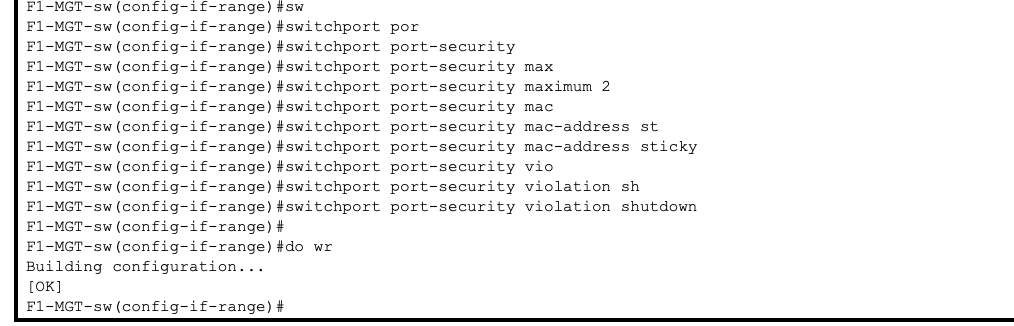 F1-MGT-sw(config-if-range)#sw
F1-MGT-sw(config-if-range)#switchport por
F1-MGT-sw(config-if-range)#switchport port-security
F1-MGT-sw(config-if-range)#switchport port-security max
F1-MGT-sw(config-if-range)#switchport port-security maximum 2
F1-MGT-sw(config-if-range)#switchport port-security mac
F1-MGT-sw(config-if-range)#switchport port-security mac-address st
F1-MGT-sw(config-if-range)#switchport port-security mac-address sticky
F1-MGT-sw(config-if-range)#switchport port-security vio
F1-MGT-sw(config-if-range)#switchport port-security violation sh
F1-MGT-sw(config-if-range)#switchport port-security violation shutdown
F1-MGT-sw(config-if-range)#
F1-MGT-sw(config-if-range)#do wr
Building configuration...
[OK]
F1-MGT-sw(config-if-range)#